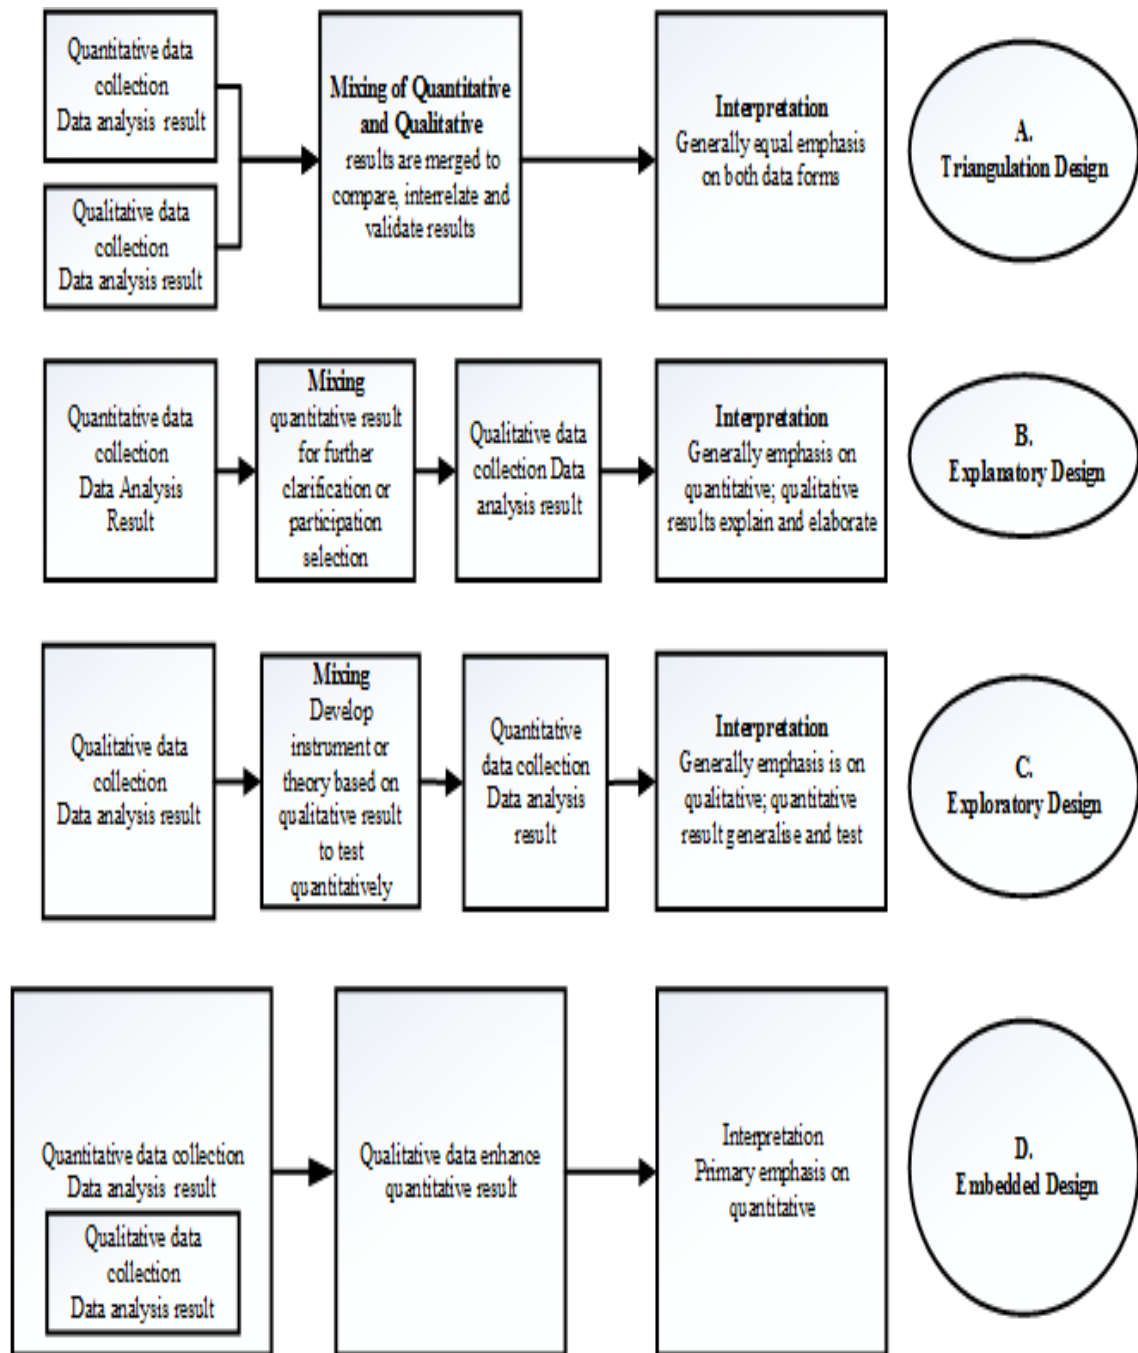 Quantitative data
collection
Data analysis result
Qualitative data
collection
Data analysis result
Mixing of Quantitative
and Qualitative
results are merged to
compare, interrelate and
validate results
Interpretation
Generally equal emphasis
on both data forms
A.
Triangulation Design
Quantitative data
collection
Data Analysis
Result
Mixing
quantitative result
for further
clarification or
participation
selection
Qualitative data
collection Data
analysis result
Interpretation
Generally emphasis on
quantitative; qualitative
results explain and elaborate
B.
Explanatory Design
Qualitative data
collection
Data analysis result
Mixing
Develop
instrument or
theory based on
qualitative result
to test
quantitatively
Quantitative
data collection
Data analysis
result
Interpretation
Generally emphasis is on
qualitative; quantitative
result generalise and test
C.
Exploratory Design
Quantitative data collection
Data analysis result
Qualitative data
collection
Data analysis result
Qualitative data enhance
quantitative result
Interpretation
Primary emphasis on
quantitative
D.
Embedded Design